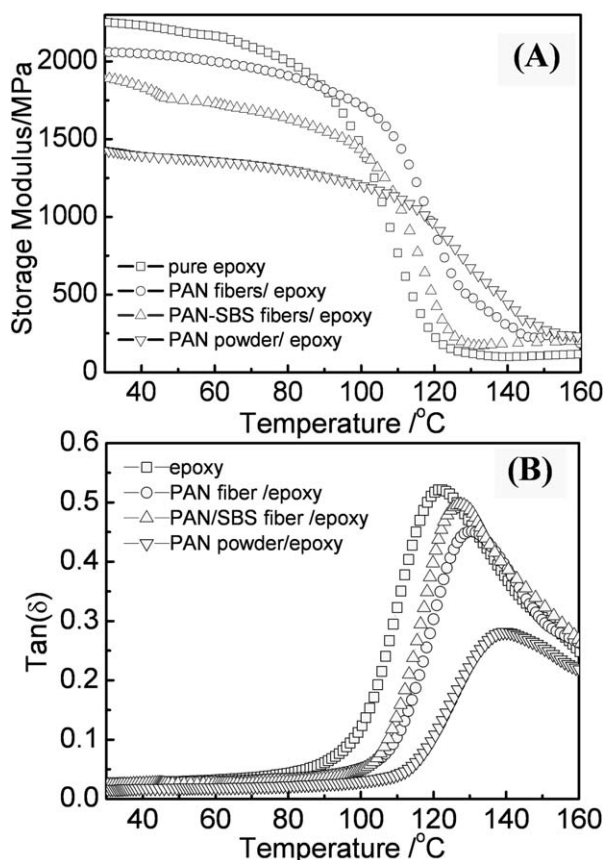 (A)
Storage Modulus/MPa
2000
1500
1000
500
0
pure epoxy
PAN fibers/ epoxy
PAN-SBS fibers/ epoxy
PAN powder/ epoxy
40 60 80 100 120 140 160
Temperature /°C
(B)
Tan(δ)
0.6
0.5
0.4
0.3
0.2
0.1
0.0
epoxy
PAN fiber /epoxy
PAN/SBS fiber /epoxy
PAN powder/epoxy
40 60 80 100 120 140 160
Temperature /°C